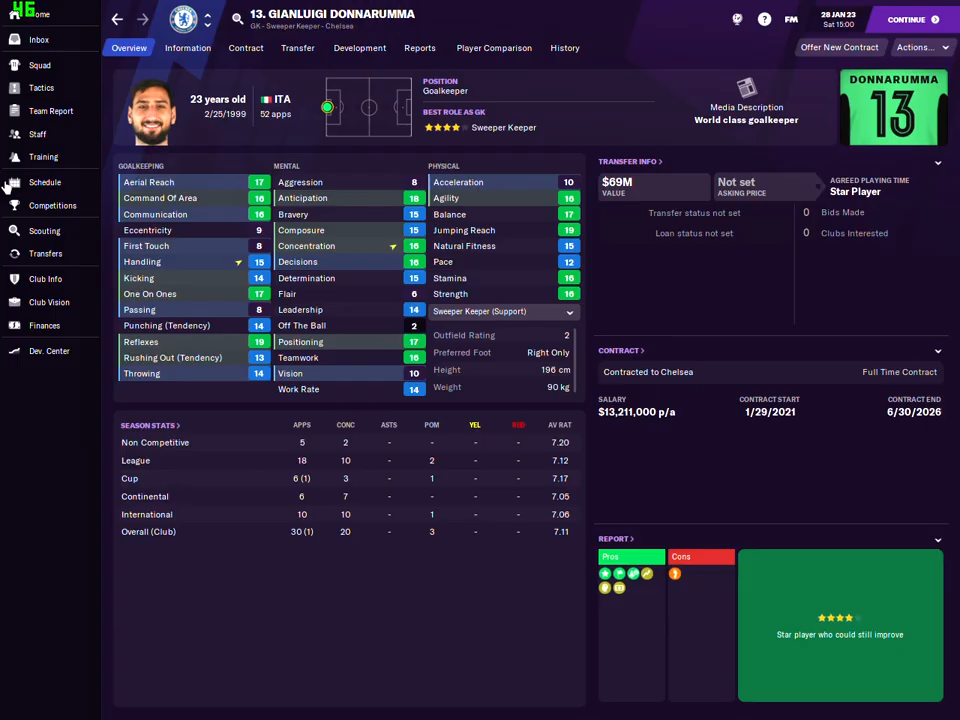 46
Home
Inbox
Squad
Tactics
Team Report
Staff
Training
Schedule
Competitions
Scouting
Transfers
Club Info
Club Vision
Finances
Dev. Center
13. GIANLUIGI DONNARUMMA
GK - Sweeper Keeper - Chelsea
? FM 28 JAN 23
Sat 15:00
CONTINUE
Overview Information Contract Transfer Development Reports Player Comparison History
Offer New Contract Actions...
23 years old
2/25/1999
ITA
52 apps
POSITION
Goalkeeper
BEST ROLE AS GK
Sweeper Keeper
Media Description
World class goalkeeper
DONNARUMMA
13
GOALKEEPING MENTAL PHYSICAL
Aerial Reach 17 Aggression 8 Acceleration 10
Command Of Area 16 Anticipation 18 Agility 16
Communication 16 Bravery 15 Balance 17
Eccentricity 9 Composure 15 Jumping Reach 19
First Touch 8 Concentration 16 Natural Fitness 15
Handling 15 Decisions 16 Pace 12
Kicking 14 Determination 15 Stamina 16
One On Ones 17 Flair 6 Strength 16
Passing 8 Leadership 14 Sweeper Keeper (Support)
Punching (Tendency) 14 Off The Ball 2 Outfield Rating 2
Reflexes 19 Positioning 17 Preferred Foot Right Only
Rushing Out (Tendency) 13 Teamwork 16 Height 196 cm
Throwing 14 Vision 10 Weight 90 kg
Work Rate 14
TRANSFER INFO >
$69M
VALUE
Not set
ASKING PRICE
AGREED PLAYING TIME
Star Player
Transfer status not set 0 Bids Made
Loan status not set 0 Clubs Interested
CONTRACT >
Contracted to Chelsea Full Time Contract
SALARY CONTRACT START CONTRACT END
$13,211,000 p/a 1/29/2021 6/30/2026
SEASON STATS > APPS CONC ASTS POM YEL RED AV RAT
Non Competitive 5 2 - - - - 7.20
League 18 10 - 2 - - 7.12
Cup 6 (1) 3 - 1 - - 7.17
Continental 6 7 - - - - 7.05
International 10 10 - 1 - - 7.06
Overall (Club) 30 (1) 20 - 3 - - 7.11
REPORT >
Pros Cons
Star player who could still improve